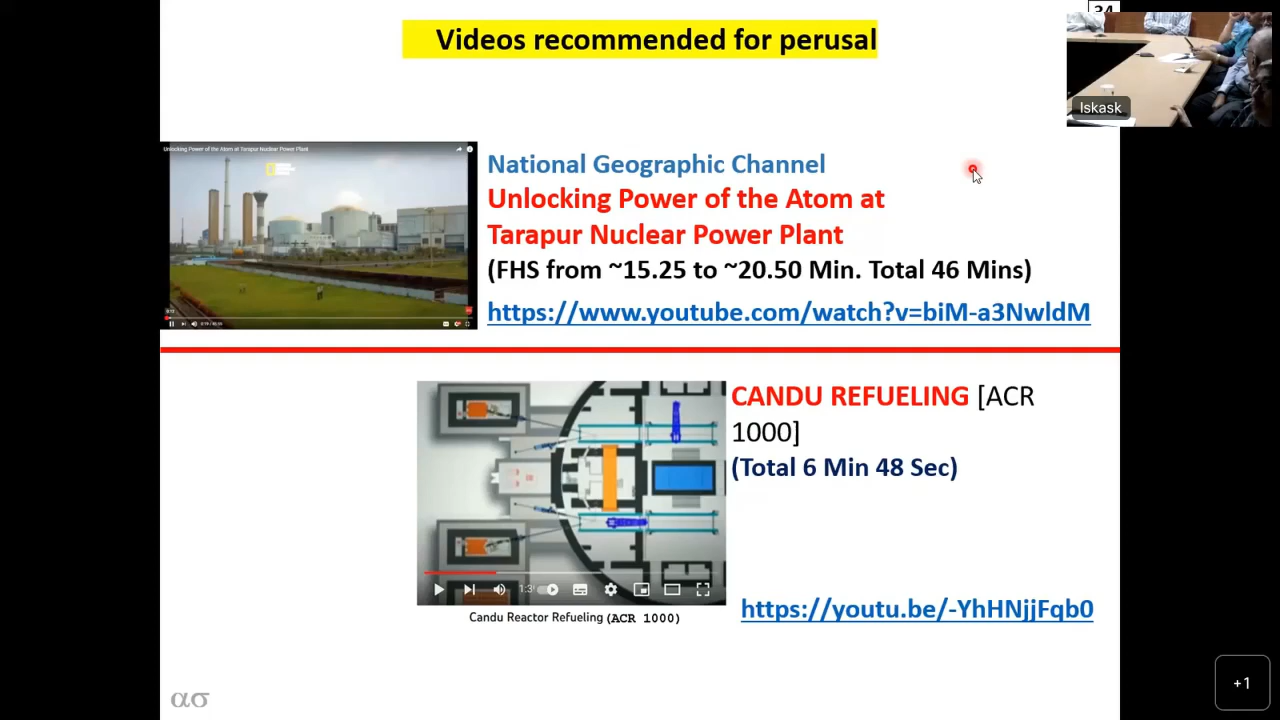 34
Videos recommended for perusal
Iskask
Unlocking Power of the Atom at Tarapur Nuclear Power Plant
National Geographic Channel
Unlocking Power of the Atom at
Tarapur Nuclear Power Plant
(FHS from ~15.25 to ~20.50 Min. Total 46 Mins)
https://www.youtube.com/watch?v=biM-a3NwldM
CANDU REFUELING [ACR
1000]
(Total 6 Min 48 Sec)
Candu Reactor Refueling (ACR 1000)
https://youtu.be/-YhHNjjFqb0
ασ
+1